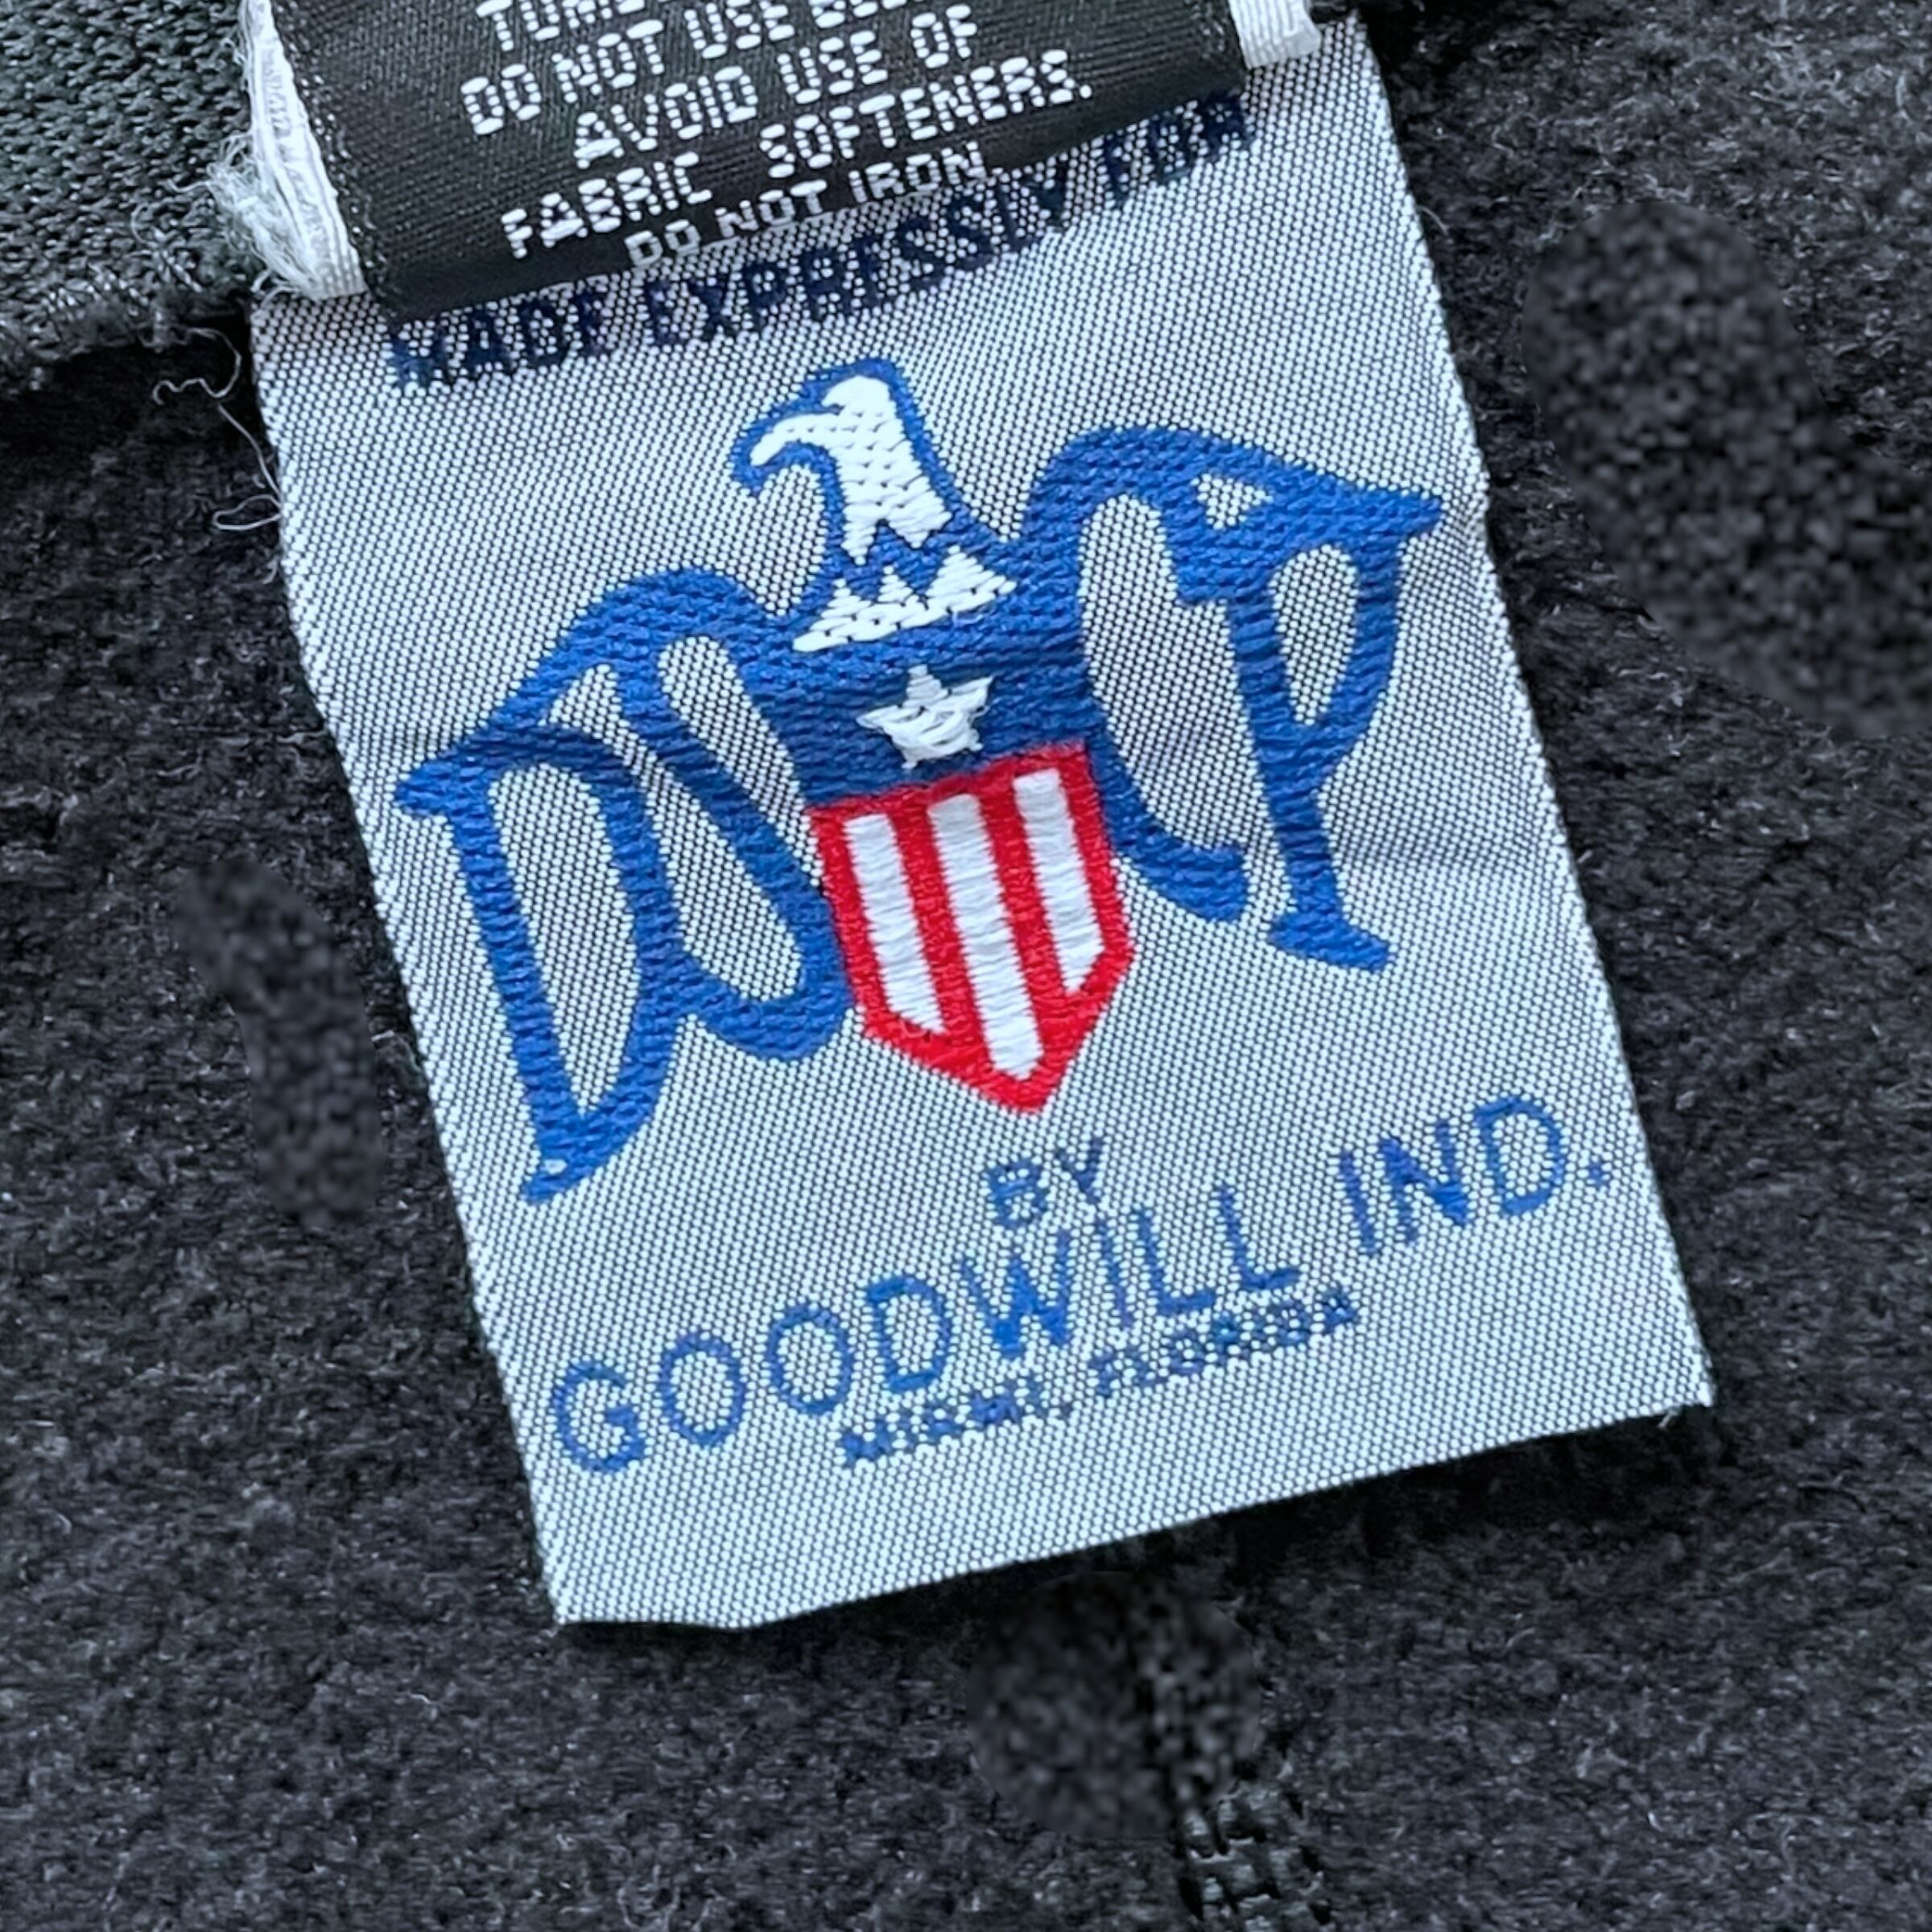 DO NOT USE
AVOID USE OF
FABRIC SOFTENERS.
DO NOT IRON.
MADE EXPRESSLY FOR
DSCP
BY
GOODWILL IND.
MIAMI, FLORIDA